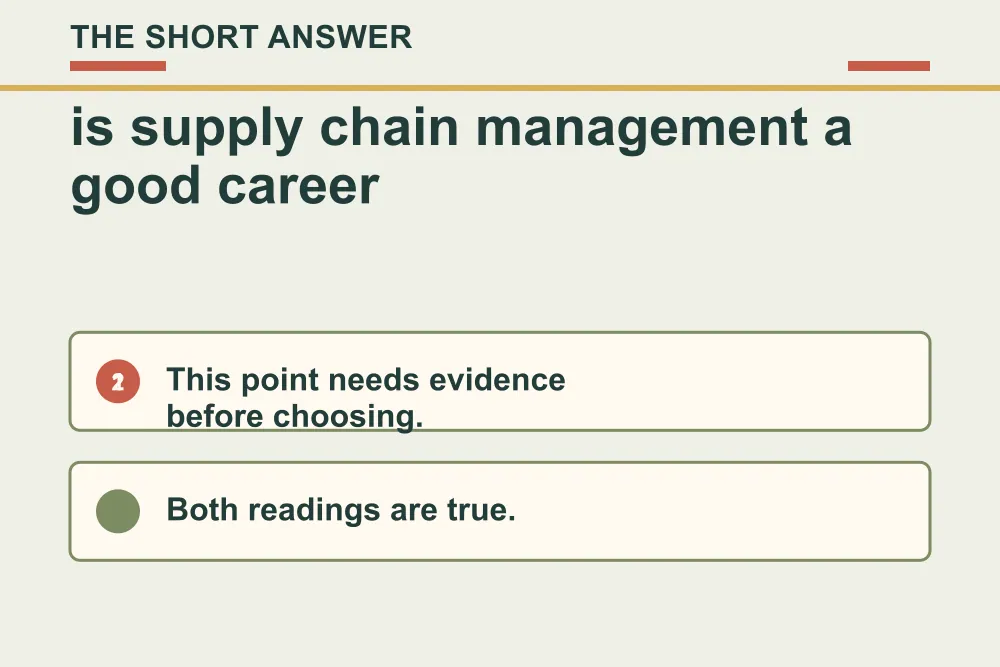 THE SHORT ANSWER
is supply chain management a
good career
2 This point needs evidence
before choosing.
Both readings are true.